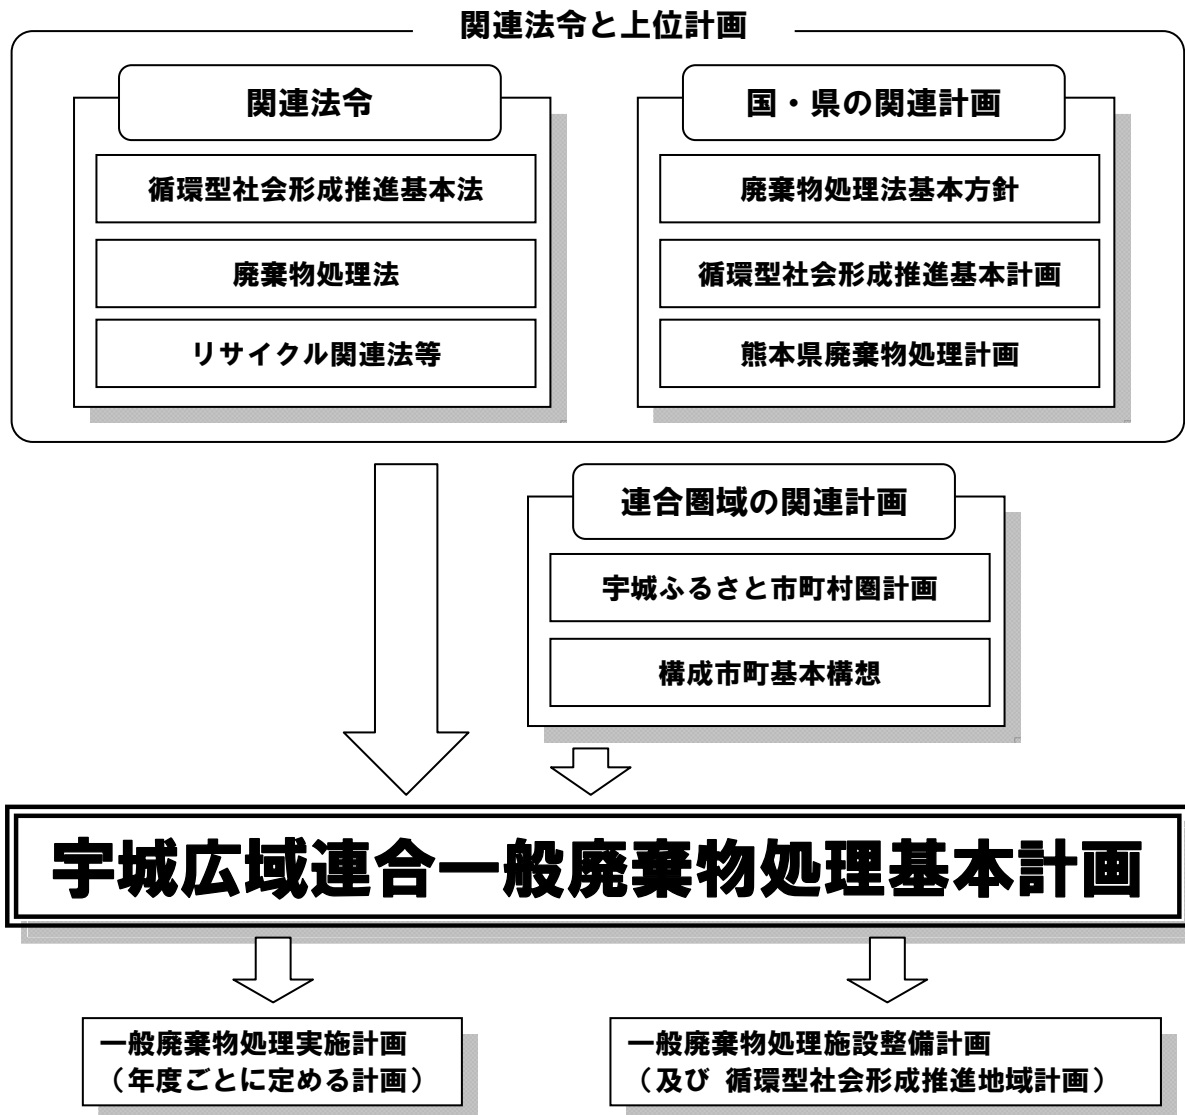 関連法令と上位計画
関連法令
循環型社会形成推進基本法
廃棄物処理法
リサイクル関連法等
国・県の関連計画
廃棄物処理法基本方針
循環型社会形成推進基本計画
熊本県廃棄物処理計画
連合圏域の関連計画
宇城ふるさと市町村圏計画
構成市町基本構想
宇城広域連合一般廃棄物処理基本計画
一般廃棄物処理実施計画
（年度ごとに定める計画）
一般廃棄物処理施設整備計画
（及び 循環型社会形成推進地域計画）